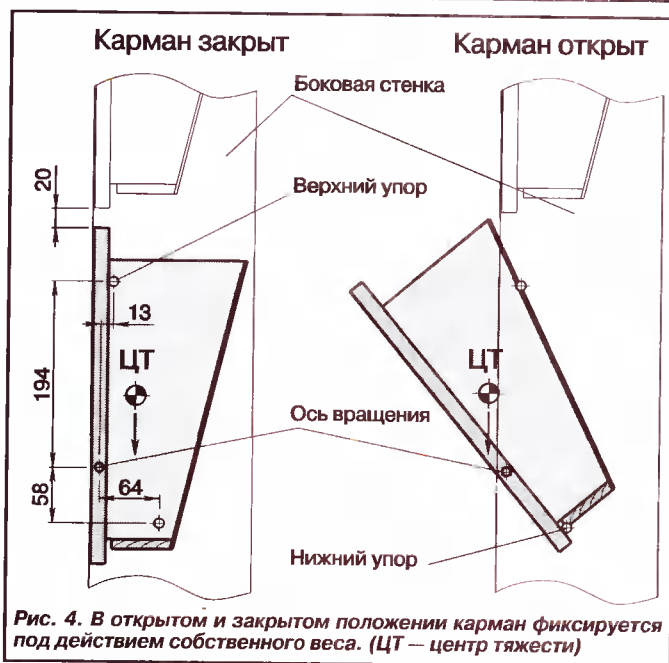 Карман закрыт
Карман открыт
Боковая стенка
20
Верхний упор
13
194
ЦТ
ЦТ
Ось вращения
58
64
Нижний упор
Рис. 4. В открытом и закрытом положении карман фиксируется
под действием собственного веса. (ЦТ — центр тяжести)